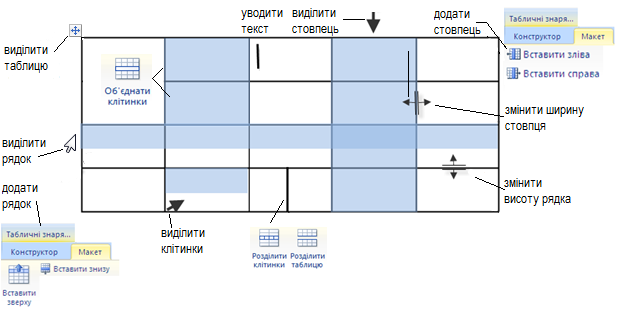 уводити
текст
виділити
стовпець
додати
стовпець
Табличні знаря...
Конструктор
Макет
Вставити зліва
Вставити справа
виділити
таблицю
Об'єднати
клітинки
змінити ширину
стовпця
виділити
рядок
додати
рядок
змінити
висоту рядка
Табличні знаря...
Конструктор
Макет
Вставити
зверху
Вставити знизу
виділити
клітинки
Розділити
клітинки
Розділити
таблицю